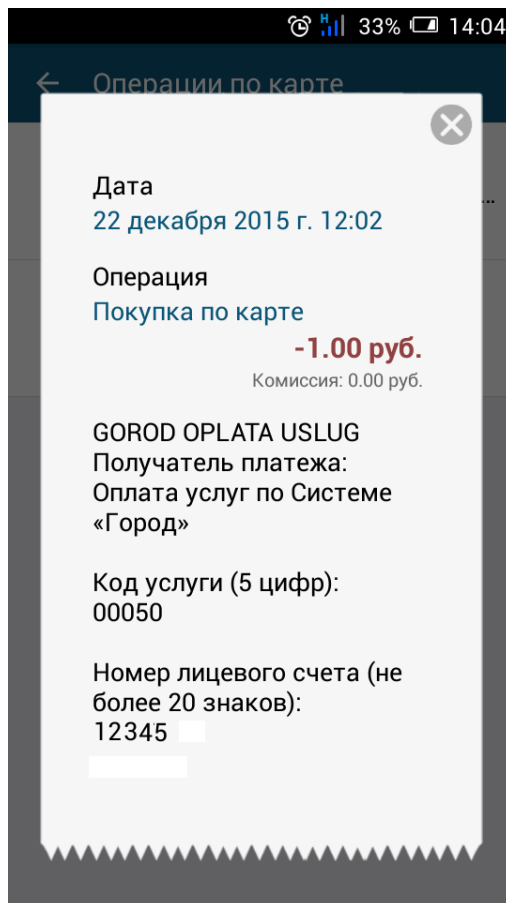 H 33% 14:04
Операции по карте
...
Дата
22 декабря 2015 г. 12:02
Операция
Покупка по карте
-1.00 руб.
Комиссия: 0.00 руб.
GOROD OPLATA USLUG
Получатель платежа:
Оплата услуг по Системе
«Город»
Код услуги (5 цифр):
00050
Номер лицевого счета (не
более 20 знаков):
12345